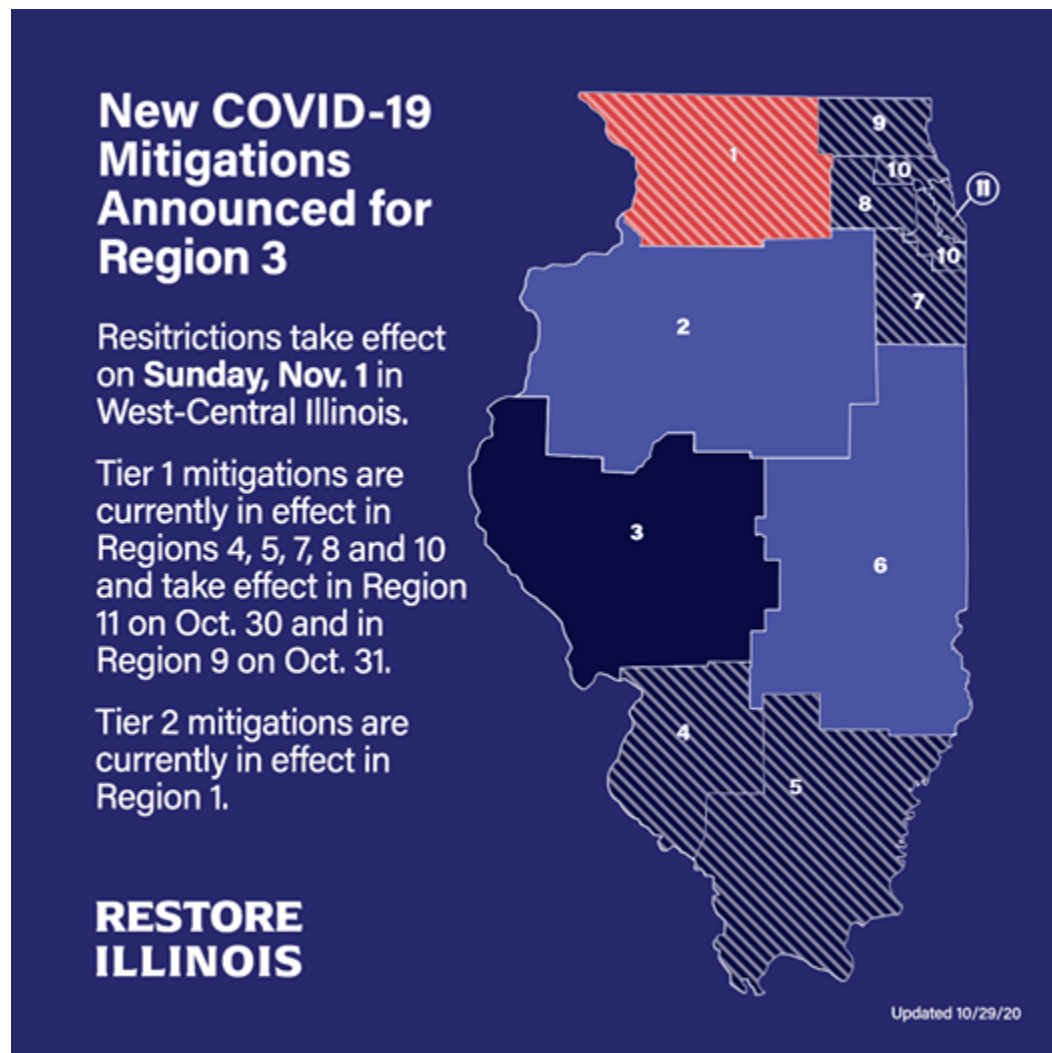 New COVID-19
Mitigations
Announced for
Region 3
Resitrictions take effect
on Sunday, Nov. 1 in
West-Central Illinois.
Tier 1 mitigations are
currently in effect in
Regions 4, 5, 7, 8 and 10
and take effect in Region
11 on Oct. 30 and in
Region 9 on Oct. 31.
Tier 2 mitigations are
currently in effect in
Region 1.
RESTORE
ILLINOIS
9
1
10
11
8
10
7
2
3
6
4
5
Updated 10/29/20